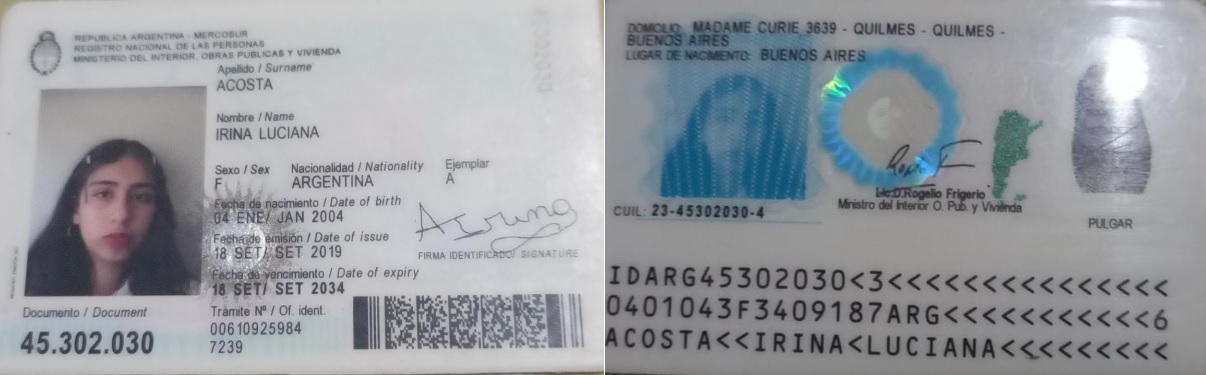 REPUBLICA ARGENTINA - MERCOSUR
REGISTRO NACIONAL DE LAS PERSONAS
MINISTERIO DEL INTERIOR, OBRAS PUBLICAS Y VIVIENDA
Apellido / Surname
ACOSTA
Nombre / Name
IRINA LUCIANA
Sexo / Sex Nacionalidad / Nationality Ejemplar
F ARGENTINA A
Fecha de nacimiento / Date of birth
04 ENE/ JAN 2004
Fecha de emisión / Date of issue
18 SET/ SET 2019
FIRMA IDENTIFICADO/ SIGNATURE
Fecha de vencimiento / Date of expiry
18 SET/ SET 2034
Documento / Document
45.302.030
Trámite Nº / Of. ident.
00610925984
7239
DOMICILIO: MADAME CURIE 3639 - QUILMES - QUILMES -
BUENOS AIRES
LUGAR DE NACIMIENTO: BUENOS AIRES
Lic.D.Rogelio Frigerio
Ministro del Interior O. Pub. y Vivienda
CUIL: 23-45302030-4
PULGAR
IDARG45302030<3<<<<<<<<<<<<<<<
0401043F3409187ARG<<<<<<<<<<<6
ACOSTA<<IRINA<LUCIANA<<<<<<<<<